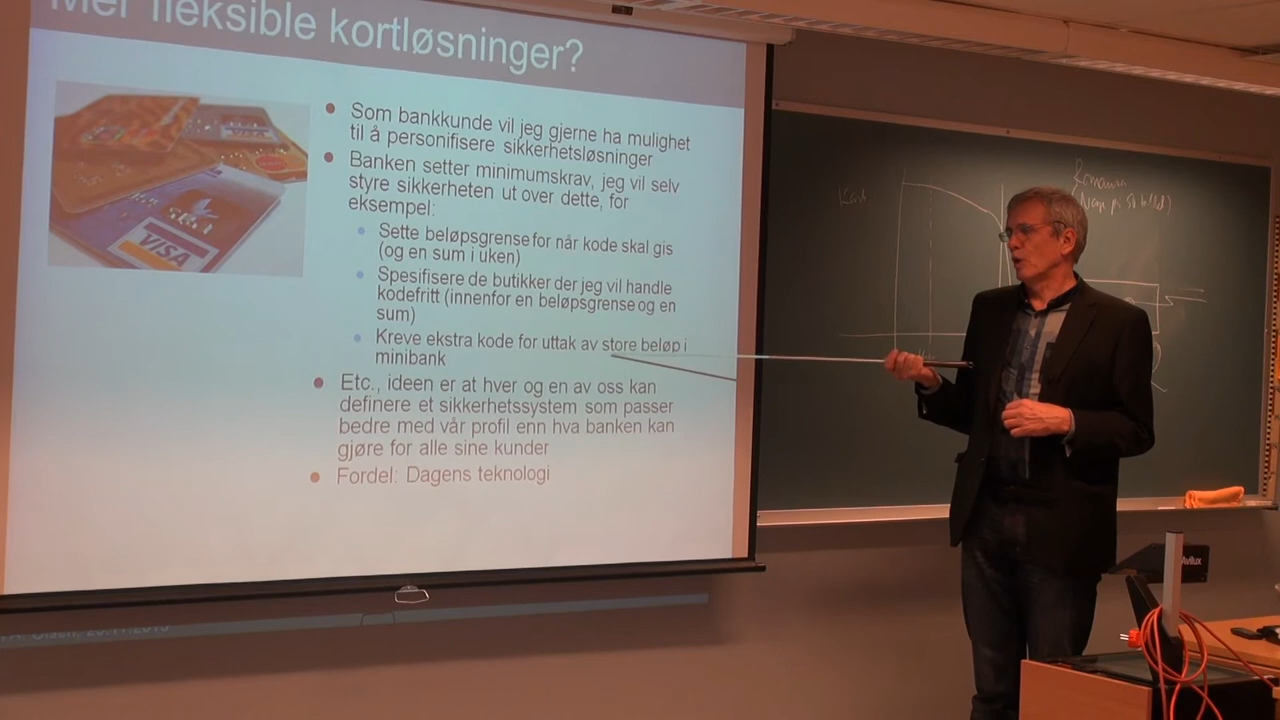 Mer fleksible kortløsninger?
Som bankkunde vil jeg gjerne ha mulighet
til å personifisere sikkerhetsløsninger
Banken setter minimumskrav, jeg vil selv
styre sikkerheten ut over dette, for
eksempel:
Sette beløpsgrense for når kode skal gis
(og en sum i uken)
Spesifisere de butikker der jeg vil handle
kodefritt (innenfor en beløpsgrense og en
sum)
Kreve ekstra kode for uttak av store beløp i
minibank
Etc., ideen er at hver og en av oss kan
definere et sikkerhetssystem som passer
bedre med vår profil enn hva banken kan
gjøre for alle sine kunder
Fordel: Dagens teknologi
VISA
VISA
Avilux